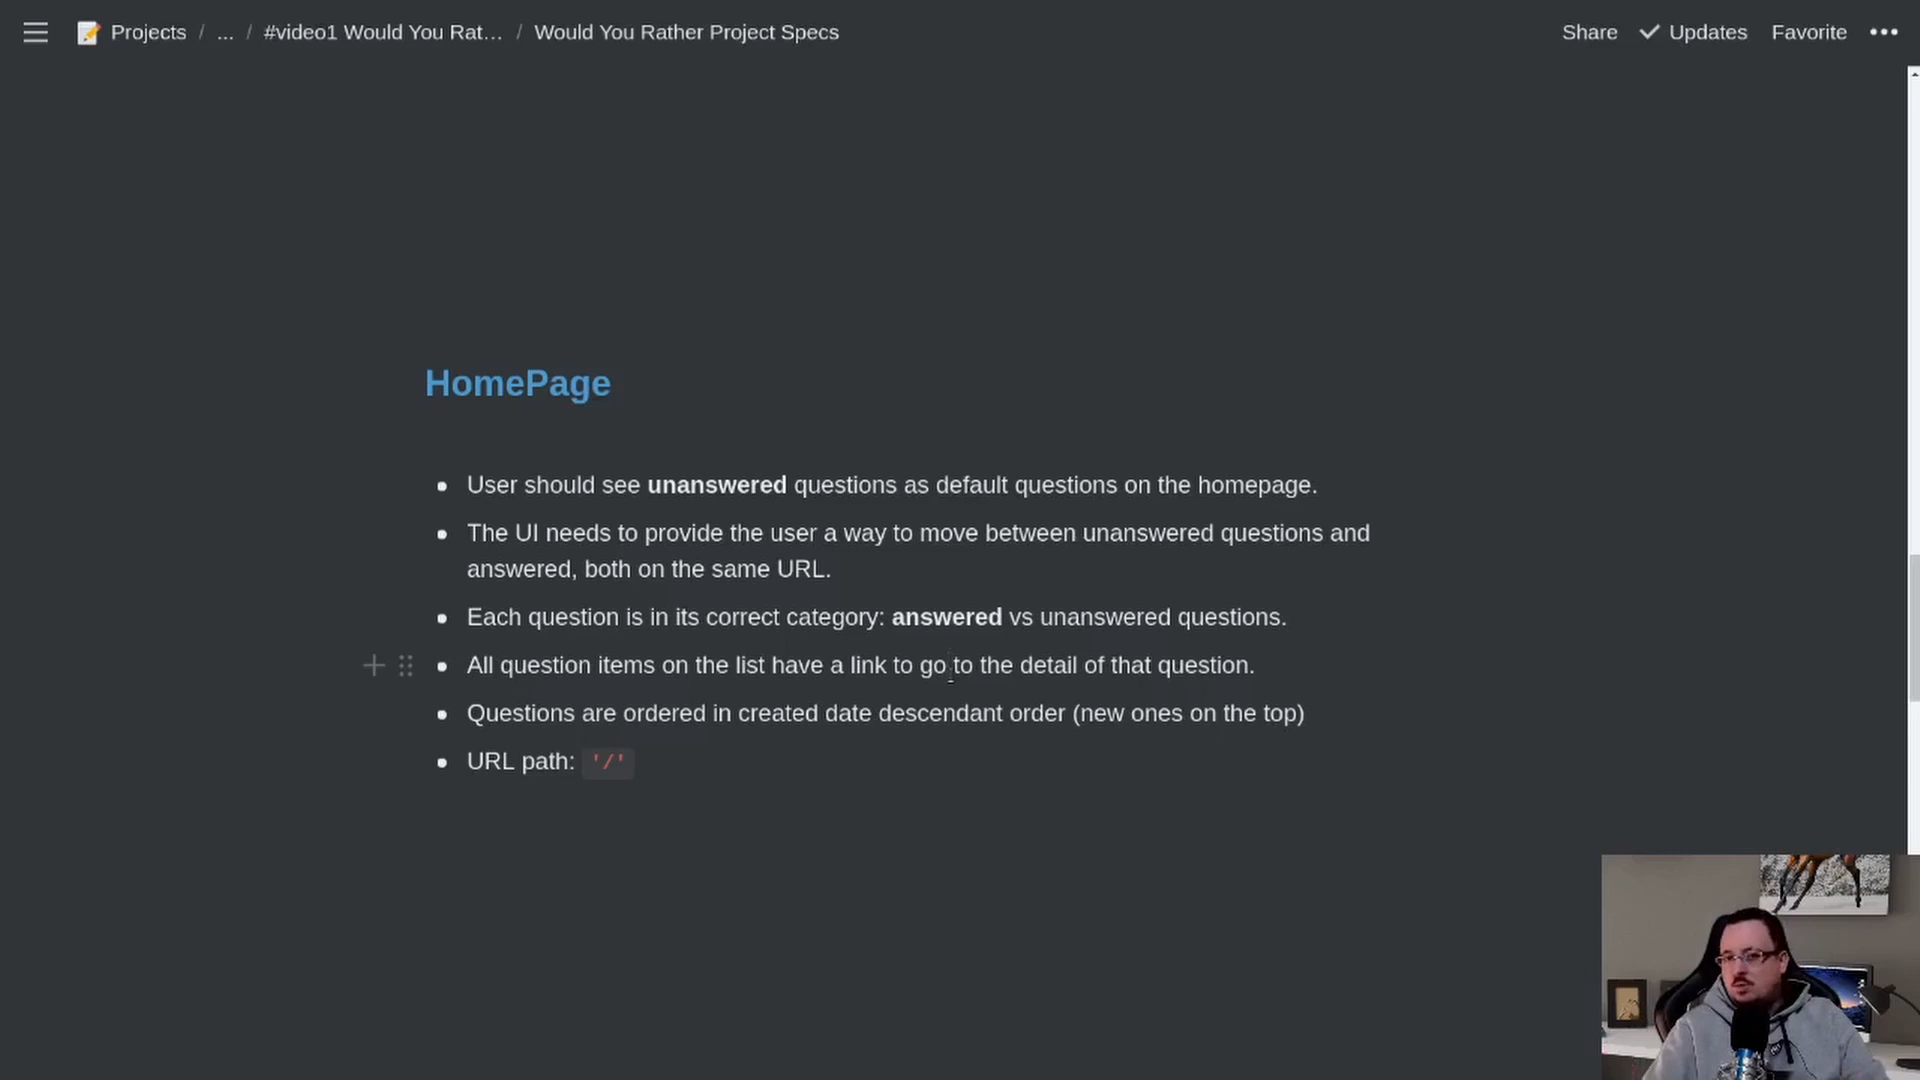 Projects / ... / #video1 Would You Rat... / Would You Rather Project Specs
Share Updates Favorite
HomePage
User should see unanswered questions as default questions on the homepage.
The UI needs to provide the user a way to move between unanswered questions and
answered, both on the same URL.
Each question is in its correct category: answered vs unanswered questions.
All question items on the list have a link to go to the detail of that question.
Questions are ordered in created date descendant order (new ones on the top)
URL path: '/'